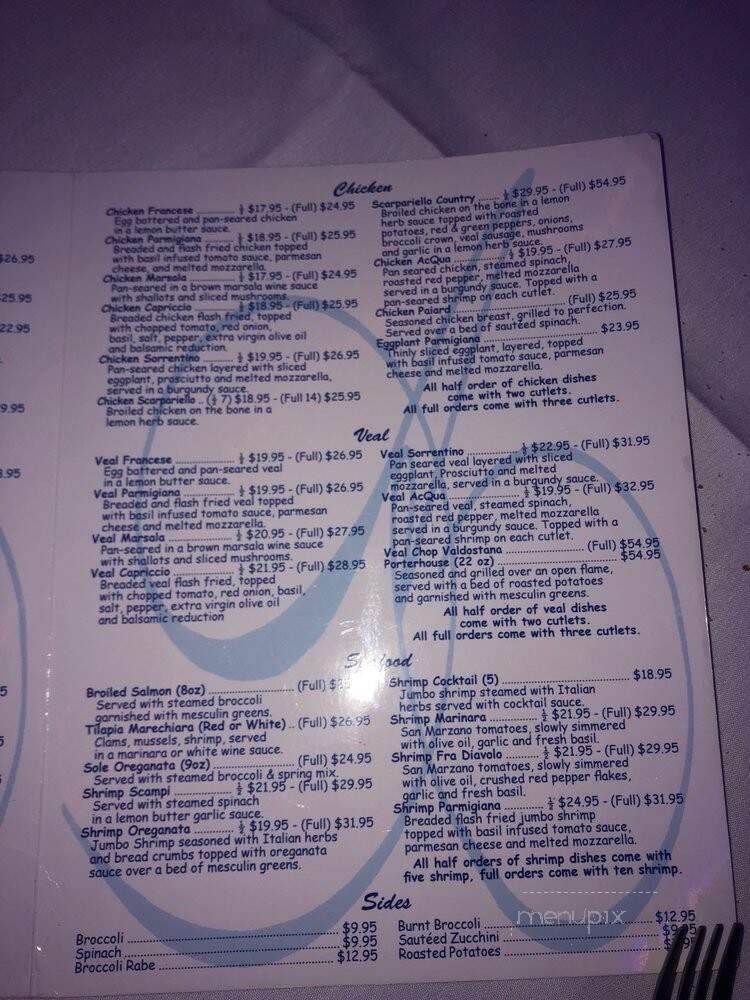 $26.95
$25.95
22.95
9.95
3.95
5
5
Chicken
Chicken Francese ........... ½ $17.95 - (Full) $24.95
Egg battered and pan-seared chicken
in a lemon butter sauce.
Chicken Parmigiana ......... ½ $18.95 - (Full) $25.95
Breaded and flash fried chicken topped
with basil infused tomato sauce, parmesan
cheese, and melted mozzarella.
Chicken Marsala ............ ½ $17.95 - (Full) $24.95
Pan-seared in a brown marsala wine sauce
with shallots and sliced mushrooms.
Chicken Capriccio .......... ½ $18.95 - (Full) $25.95
Breaded chicken flash fried, topped
with chopped tomato, red onion,
basil, salt, pepper, extra virgin olive oil
and balsamic reduction.
Chicken Sorrentino ......... ½ $19.95 - (Full) $26.95
Pan-seared chicken layered with sliced
eggplant, prosciutto and melted mozzarella,
served in a burgundy sauce.
Chicken Scarpariello .. (½ 7) $18.95 - (Full 14) $25.95
Broiled chicken on the bone in a
lemon herb sauce.
Scarpariello Country ...... ½ $29.95 - (Full) $54.95
Broiled chicken on the bone in a lemon
herb sauce topped with roasted
potatoes, red & green peppers, onions,
broccoli crown, veal sausage, mushrooms
and garlic in a lemon herb sauce.
Chicken AcQua ............... ½ $19.95 - (Full) $27.95
Pan seared chicken, steamed spinach,
roasted red pepper, melted mozzarella
served in a burgundy sauce. Topped with a
pan-seared shrimp on each cutlet.
Chicken Paiard ........................... (Full) $25.95
Seasoned chicken breast, grilled to perfection.
Served over a bed of sautéed spinach.
Eggplant Parmigiana ........................... $23.95
Thinly sliced eggplant, layered, topped
with basil infused tomato sauce, parmesan
cheese and melted mozzarella.
All half order of chicken dishes
come with two cutlets.
All full orders come with three cutlets.
Veal
Veal Francese ................ ½ $19.95 - (Full) $26.95
Egg battered and pan-seared veal
in a lemon butter sauce.
Veal Parmigiana .............. ½ $19.95 - (Full) $26.95
Breaded and flash fried veal topped
with basil infused tomato sauce, parmesan
cheese and melted mozzarella.
Veal Marsala ................. ½ $20.95 - (Full) $27.95
Pan-seared in a brown marsala wine sauce
with shallots and sliced mushrooms.
Veal Capriccio ............... ½ $21.95 - (Full) $28.95
Breaded veal flash fried, topped
with chopped tomato, red onion, basil,
salt, pepper, extra virgin olive oil
and balsamic reduction
Veal Sorrentino .............. ½ $22.95 - (Full) $31.95
Pan seared veal layered with sliced
eggplant, Prosciutto and melted
mozzarella, served in a burgundy sauce.
Veal AcQua ................... ½ $19.95 - (Full) $32.95
Pan-seared veal, steamed spinach,
roasted red pepper, melted mozzarella
served in a burgundy sauce. Topped with a
pan-seared shrimp on each cutlet.
Veal Chop Valdostana .................. (Full) $54.95
Porterhouse (22 oz) ........................... $54.95
Seasoned and grilled over an open flame,
served with a bed of roasted potatoes
and garnished with mesculin greens.
All half order of veal dishes
come with two cutlets.
All full orders come with three cutlets.
Seafood
Broiled Salmon (8oz) ..................... (Full)
Served with steamed broccoli
garnished with mesculin greens.
Tilapia Marechiara (Red or White) .. (Full) $26.95
Clams, mussels, shrimp, served
in a marinara or white wine sauce.
Sole Oreganata (9oz) .................... (Full) $24.95
Served with steamed broccoli & spring mix.
Shrimp Scampi ................ ½ $21.95 - (Full) $29.95
Served with steamed spinach
in a lemon butter garlic sauce.
Shrimp Oreganata ............. ½ $19.95 - (Full) $31.95
Jumbo Shrimp seasoned with Italian herbs
and bread crumbs topped with oreganata
sauce over a bed of mesculin greens.
Shrimp Cocktail (5) ........................... $18.95
Jumbo shrimp steamed with Italian
herbs served with cocktail sauce.
Shrimp Marinara .............. ½ $21.95 - (Full) $29.95
San Marzano tomatoes, slowly simmered
with olive oil, garlic and fresh basil.
Shrimp Fra Diavolo ........... ½ $21.95 - (Full) $29.95
San Marzano tomatoes, slowly simmered
with olive oil, crushed red pepper flakes,
garlic and fresh basil.
Shrimp Parmigiana ............ ½ $24.95 - (Full) $31.95
Breaded flash fried jumbo shrimp
topped with basil infused tomato sauce,
parmesan cheese and melted mozzarella.
All half orders of shrimp dishes come with
five shrimp, full orders come with ten shrimp.
Sides
Broccoli ........................... $9.95
Spinach ........................... $9.95
Broccoli Rabe ..................... $12.95
Burnt Broccoli ........................... $12.95
Sautéed Zucchini ...........................
Roasted Potatoes ...........................
menupix